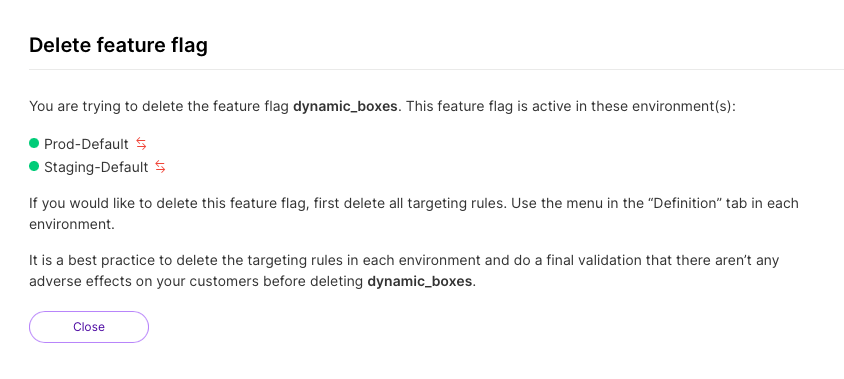 Delete feature flag
You are trying to delete the feature flag dynamic_boxes. This feature flag is active in these environment(s):
Prod-Default
Staging-Default
If you would like to delete this feature flag, first delete all targeting rules. Use the menu in the “Definition” tab in each
environment.
It is a best practice to delete the targeting rules in each environment and do a final validation that there aren’t any
adverse effects on your customers before deleting dynamic_boxes.
Close